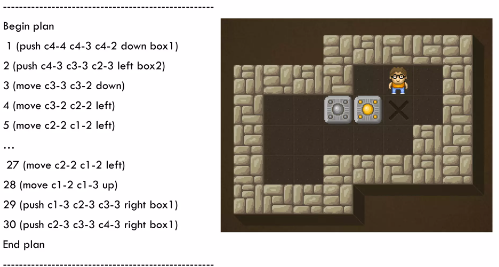 -----------------------------------------------------
Begin plan
1 (push c4-4 c4-3 c4-2 down box1)
2 (push c4-3 c3-3 c2-3 left box2)
3 (move c3-3 c3-2 down)
4 (move c3-2 c2-2 left)
5 (move c2-2 c1-2 left)
...
27 (move c2-2 c1-2 left)
28 (move c1-2 c1-3 up)
29 (push c1-3 c2-3 c3-3 right box1)
30 (push c2-3 c3-3 c4-3 right box1)
End plan
-----------------------------------------------------